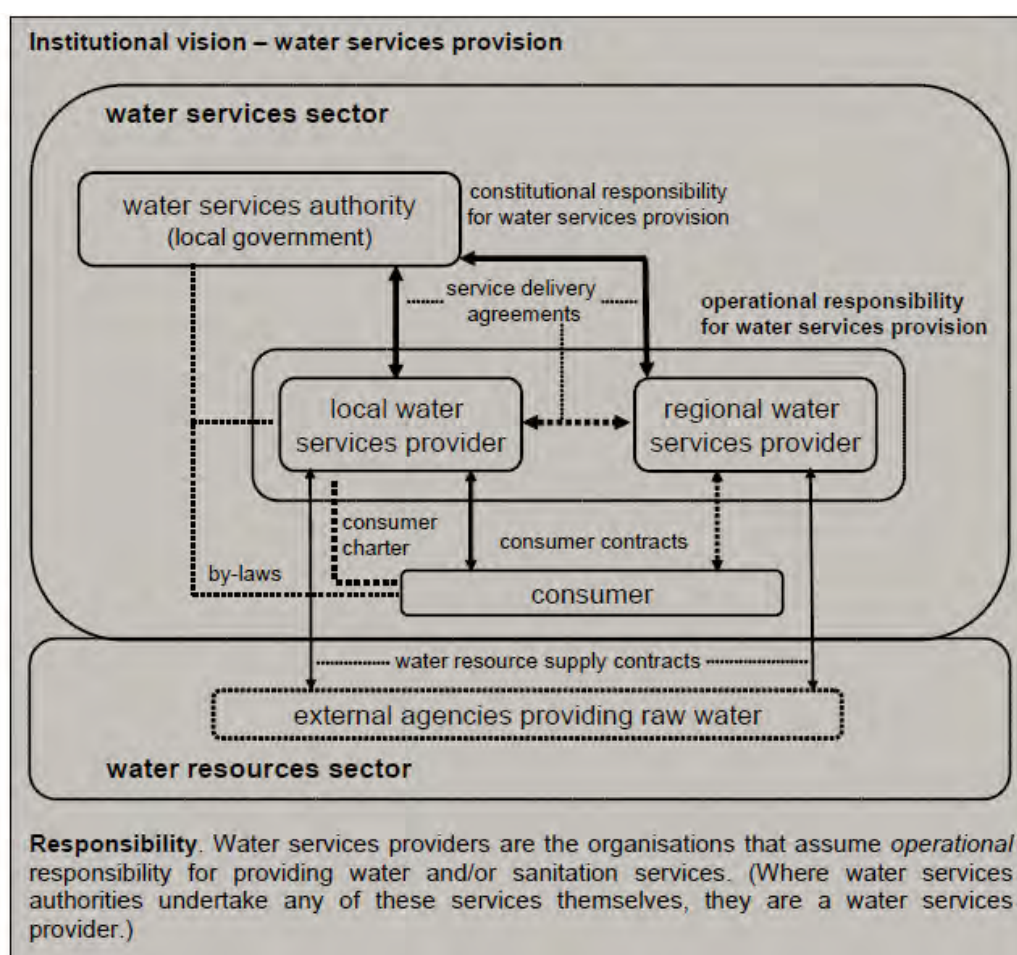 Institutional vision – water services provision
water services sector
water services authority
(local government)
constitutional responsibility
for water services provision
service delivery
agreements
operational responsibility
for water services provision
local water
services provider
regional water
services provider
consumer
charter
consumer contracts
by-laws
consumer
water resource supply contracts
external agencies providing raw water
water resources sector
Responsibility. Water services providers are the organisations that assume operational
responsibility for providing water and/or sanitation services. (Where water services
authorities undertake any of these services themselves, they are a water services
provider.)